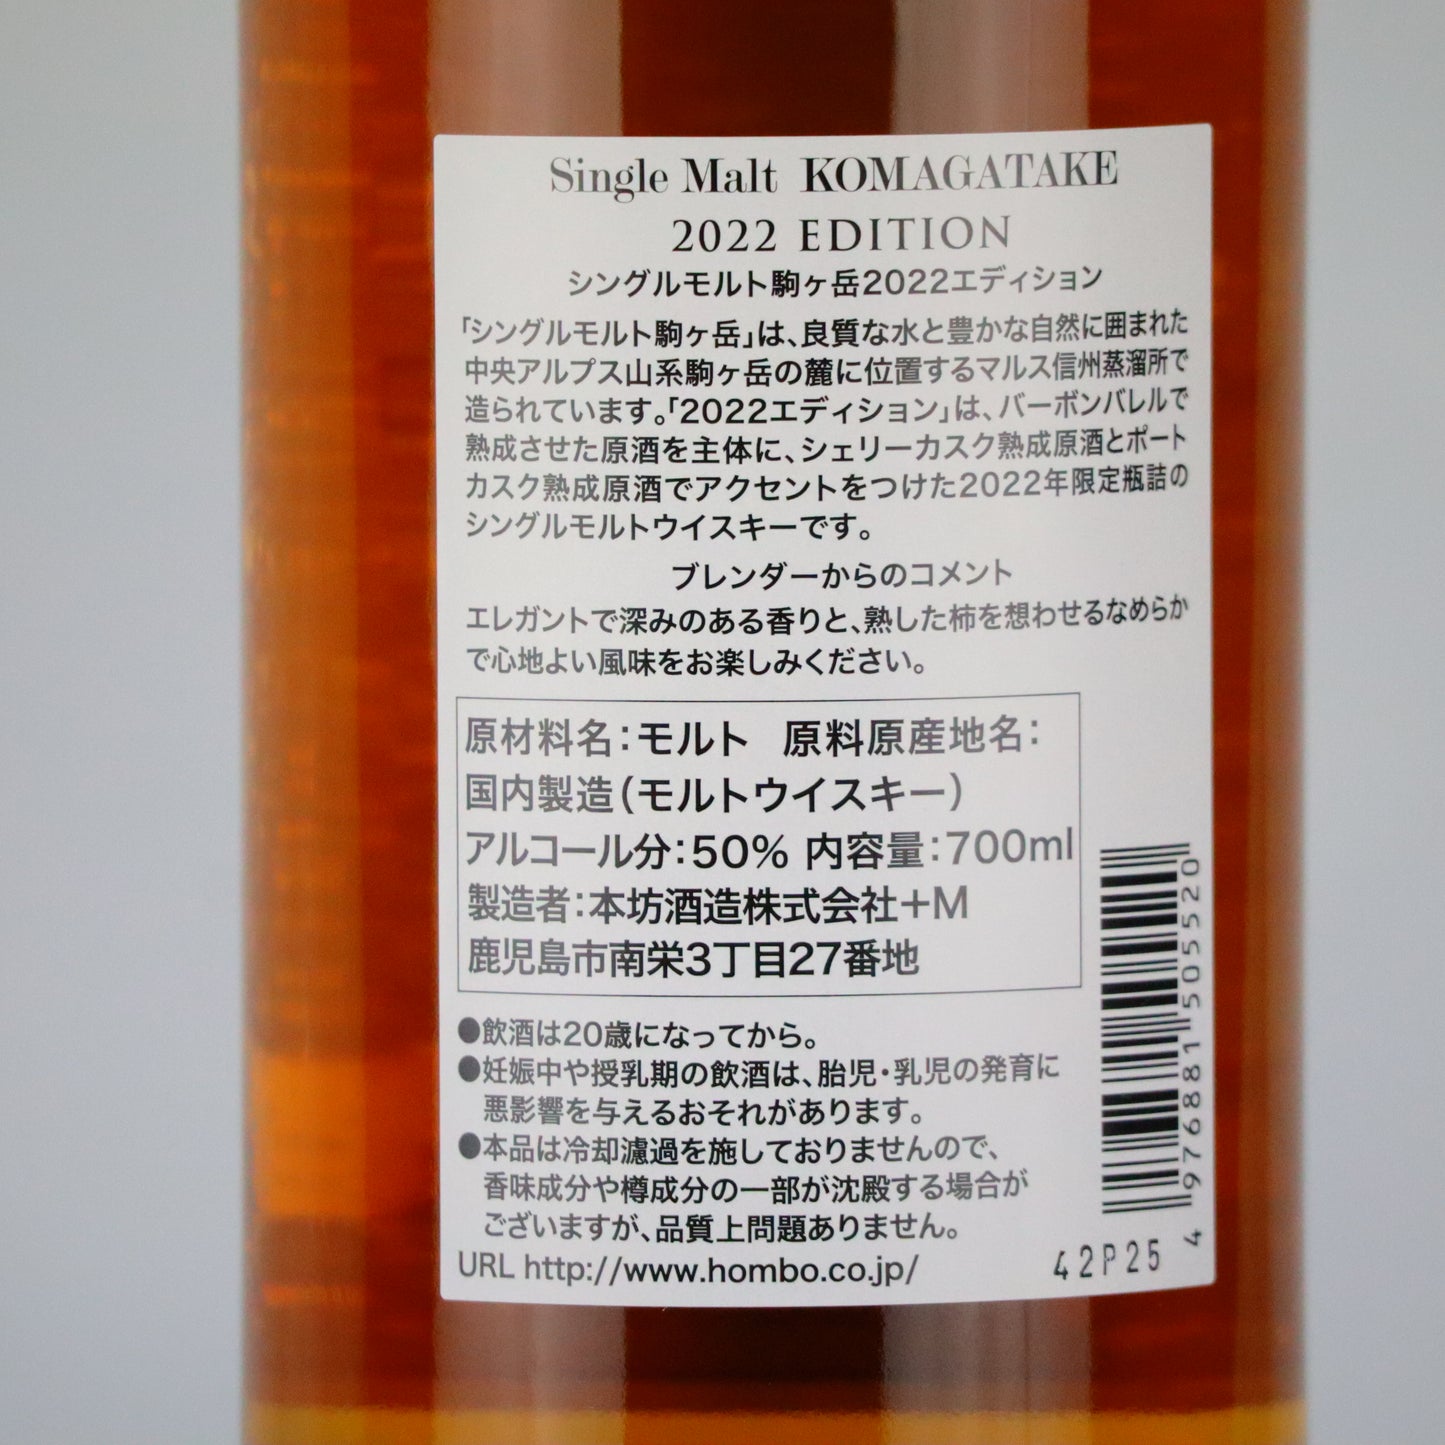 Single Malt KOMAGATAKE
2022 EDITION
シングルモルト駒ヶ岳2022エディション
「シングルモルト駒ヶ岳」は、良質な水と豊かな自然に囲まれた
中央アルプス山系駒ヶ岳の麓に位置するマルス信州蒸溜所で
造られています。「2022エディション」は、バーボンバレルで
熟成させた原酒を主体に、シェリーカスク熟成原酒とポート
カスク熟成原酒でアクセントをつけた2022年限定瓶詰の
シングルモルトウイスキーです。
ブレンダーからのコメント
エレガントで深みのある香りと、熟した柿を想わせるなめらか
で心地よい風味をお楽しみください。
原材料名：モルト 原料原産地名：
国内製造（モルトウイスキー）
アルコール分：50% 内容量：700ml
製造者：本坊酒造株式会社+M
鹿児島市南栄3丁目27番地
●飲酒は20歳になってから。
●妊娠中や授乳期の飲酒は、胎児・乳児の発育に
悪影響を与えるおそれがあります。
●本品は冷却濾過を施しておりませんので、
香味成分や樽成分の一部が沈殿する場合が
ございますが、品質上問題ありません。
URL http://www.hombo.co.jp/
4 976881 505520
42P25